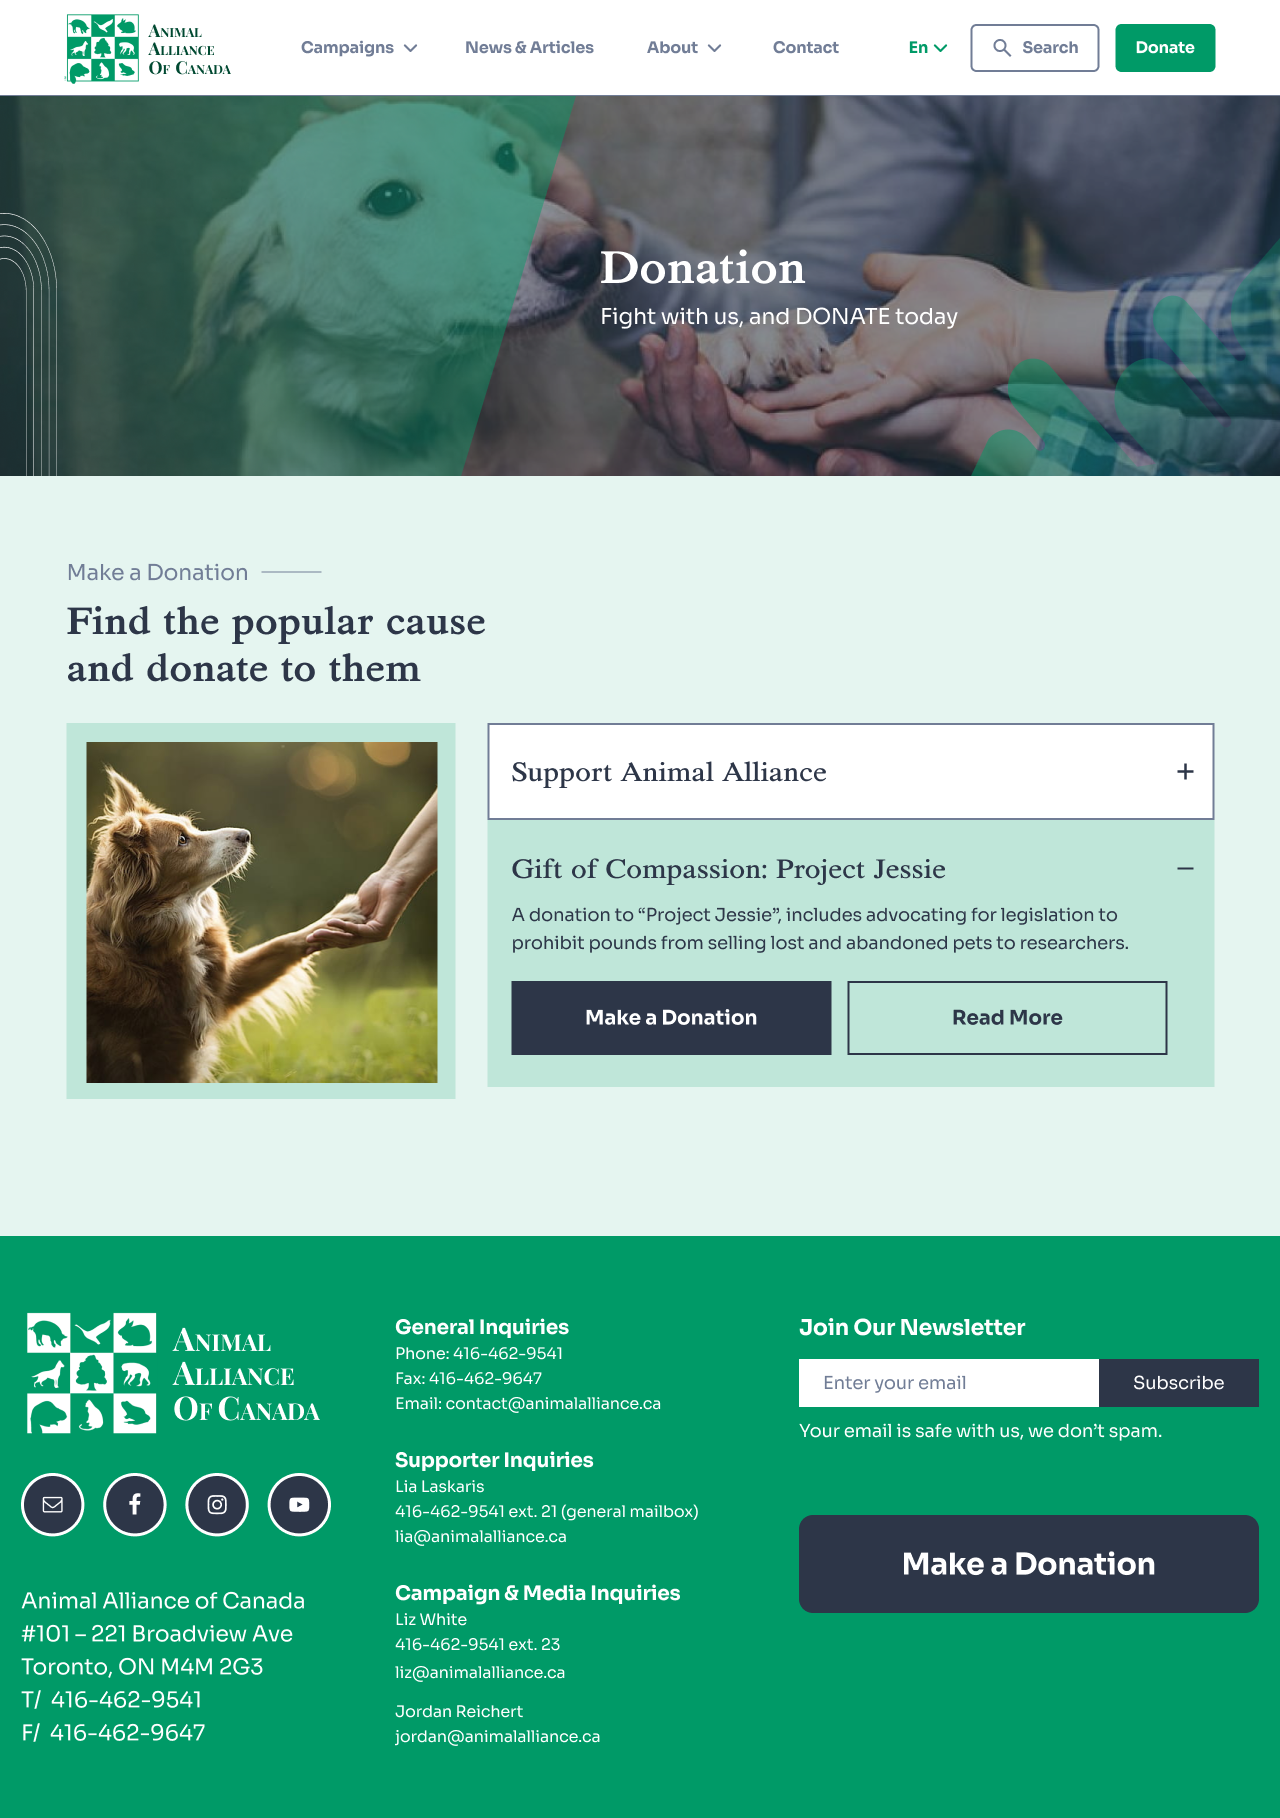 ANIMAL
ALLIANCE
OF CANADA
Campaigns
News & Articles
About
Contact
En
Search
Donate
Donation
Fight with us, and DONATE today
Make a Donation
Find the popular cause
and donate to them
Support Animal Alliance
Gift of Compassion: Project Jessie
A donation to “Project Jessie”, includes advocating for legislation to
prohibit pounds from selling lost and abandoned pets to researchers.
Make a Donation
Read More
ANIMAL
ALLIANCE
OF CANADA
Animal Alliance of Canada
#101 – 221 Broadview Ave
Toronto, ON M4M 2G3
T/ 416-462-9541
F/ 416-462-9647
General Inquiries
Phone: 416-462-9541
Fax: 416-462-9647
Email: contact@animalalliance.ca
Supporter Inquiries
Lia Laskaris
416-462-9541 ext. 21 (general mailbox)
lia@animalalliance.ca
Campaign & Media Inquiries
Liz White
416-462-9541 ext. 23
liz@animalalliance.ca
Jordan Reichert
jordan@animalalliance.ca
Join Our Newsletter
Enter your email
Subscribe
Your email is safe with us, we don’t spam.
Make a Donation